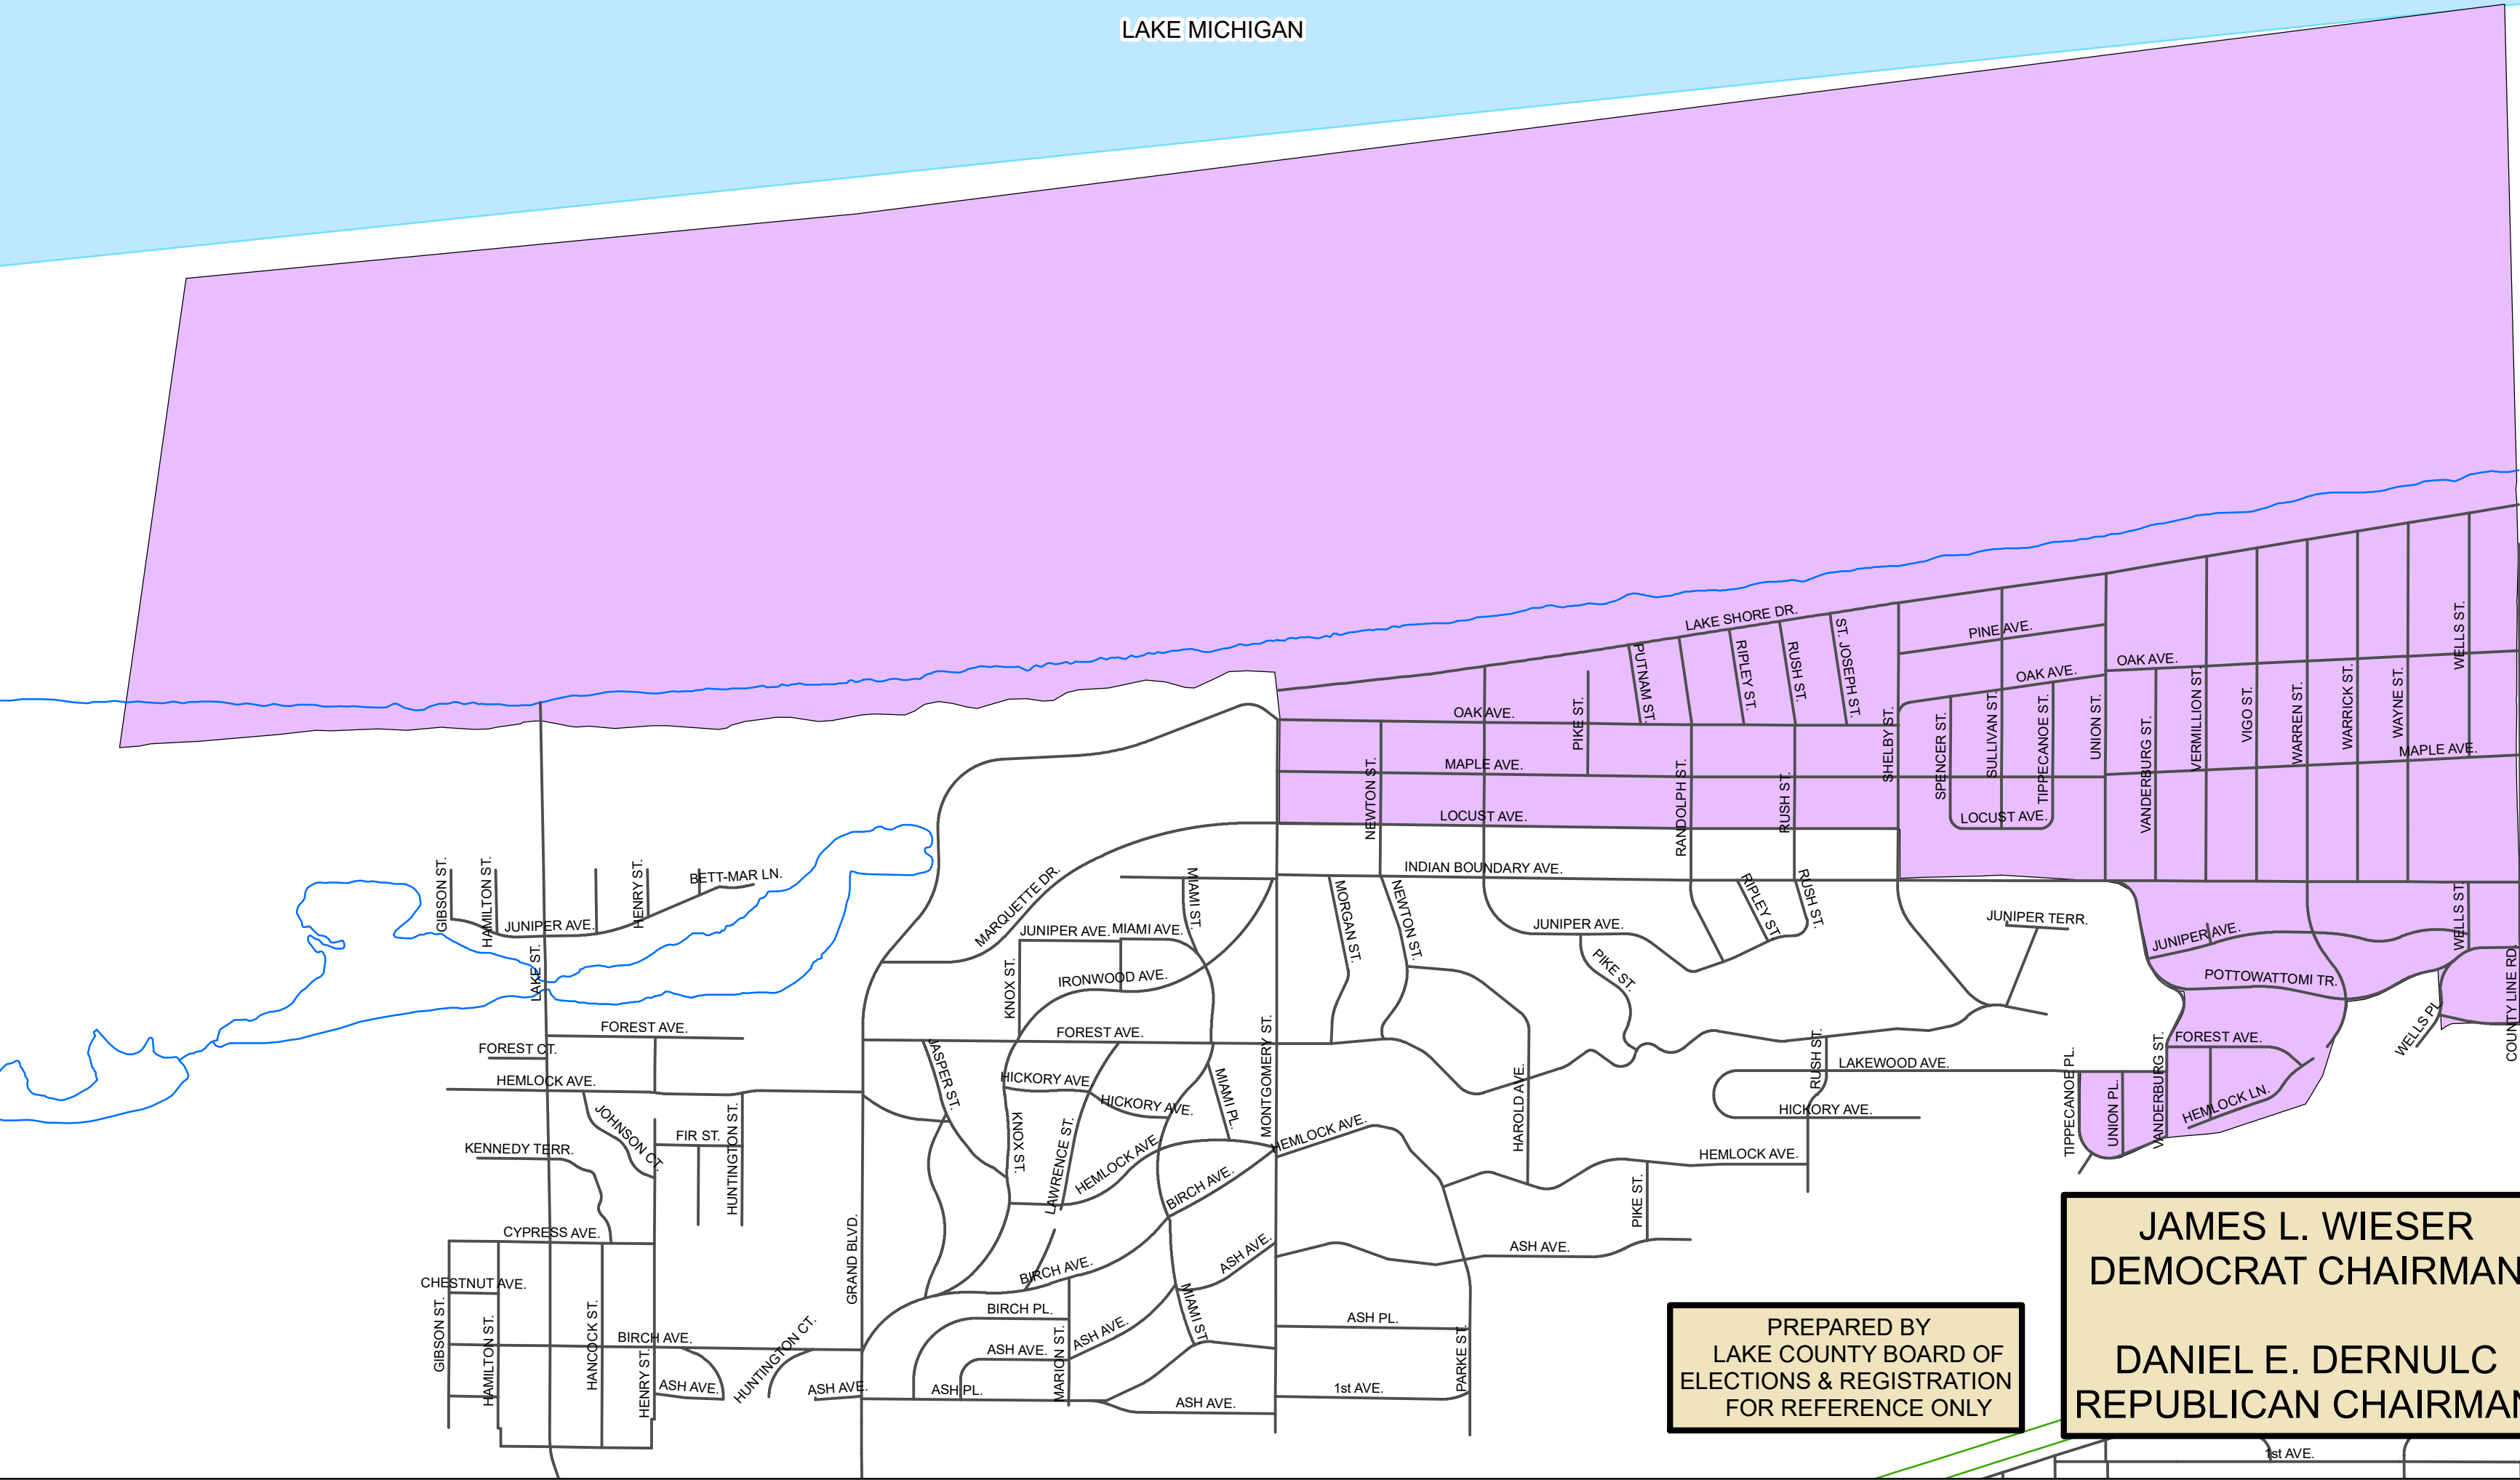 LAKE MICHIGAN
LAKE SHORE DR.
PUTNAM ST.
RIPLEY ST.
RUSH ST.
ST. JOSEPH ST.
PINE AVE.
WELLS ST.
OAK AVE.
OAK AVE.
OAK AVE.
PIKE ST.
SHELBY ST.
SPENCER ST.
SULLIVAN ST.
TIPPECANOE ST.
UNION ST.
VANDERBURG ST.
VERMILLION ST.
VIGO ST.
WARREN ST.
WARRICK ST.
WAYNE ST.
MAPLE AVE.
MAPLE AVE.
NEWTON ST.
RANDOLPH ST.
RUSH ST.
LOCUST AVE.
LOCUST AVE.
INDIAN BOUNDARY AVE.
GIBSON ST.
HAMILTON ST.
HENRY ST.
BETT-MAR LN.
JUNIPER AVE.
LAKE ST.
MARQUETTE DR.
MIAMI ST.
JUNIPER AVE.
MIAMI AVE.
KNOX ST.
IRONWOOD AVE.
MORGAN ST.
NEWTON ST.
JUNIPER AVE.
PIKE ST.
RIPLEY ST.
RUSH ST.
JUNIPER TERR.
JUNIPER AVE.
WELLS ST.
POTTOWATTOMI TR.
WELLS PL.
COUNTY LINE RD.
FOREST AVE.
FOREST CT.
HEMLOCK AVE.
FOREST AVE.
JASPER ST.
HICKORY AVE.
HICKORY AVE.
MIAMI PL.
MONTGOMERY ST.
HAROLD AVE.
RUSH ST.
LAKEWOOD AVE.
HICKORY AVE.
TIPPECANOE PL.
UNION PL.
VANDERBURG ST.
FOREST AVE.
HEMLOCK LN.
JOHNSON CT.
HUNTINGTON ST.
FIR ST.
KENNEDY TERR.
KNOX ST.
LAWRENCE ST.
HEMLOCK AVE.
BIRCH AVE.
HEMLOCK AVE.
HEMLOCK AVE.
PIKE ST.
CYPRESS AVE.
CHESTNUT AVE.
GRAND BLVD.
BIRCH AVE.
ASH AVE.
ASH AVE.
GIBSON ST.
HAMILTON ST.
HANCOCK ST.
HENRY ST.
BIRCH AVE.
HUNTINGTON CT.
ASH AVE.
ASH AVE.
BIRCH PL.
ASH AVE.
ASH AVE.
MARION ST.
MIAMI ST.
ASH PL.
ASH AVE.
ASH PL.
1st AVE.
PARKE ST.
PREPARED BY
LAKE COUNTY BOARD OF
ELECTIONS & REGISTRATION
FOR REFERENCE ONLY
JAMES L. WIESER
DEMOCRAT CHAIRMAN
DANIEL E. DERNULC
REPUBLICAN CHAIRMAN
1st AVE.